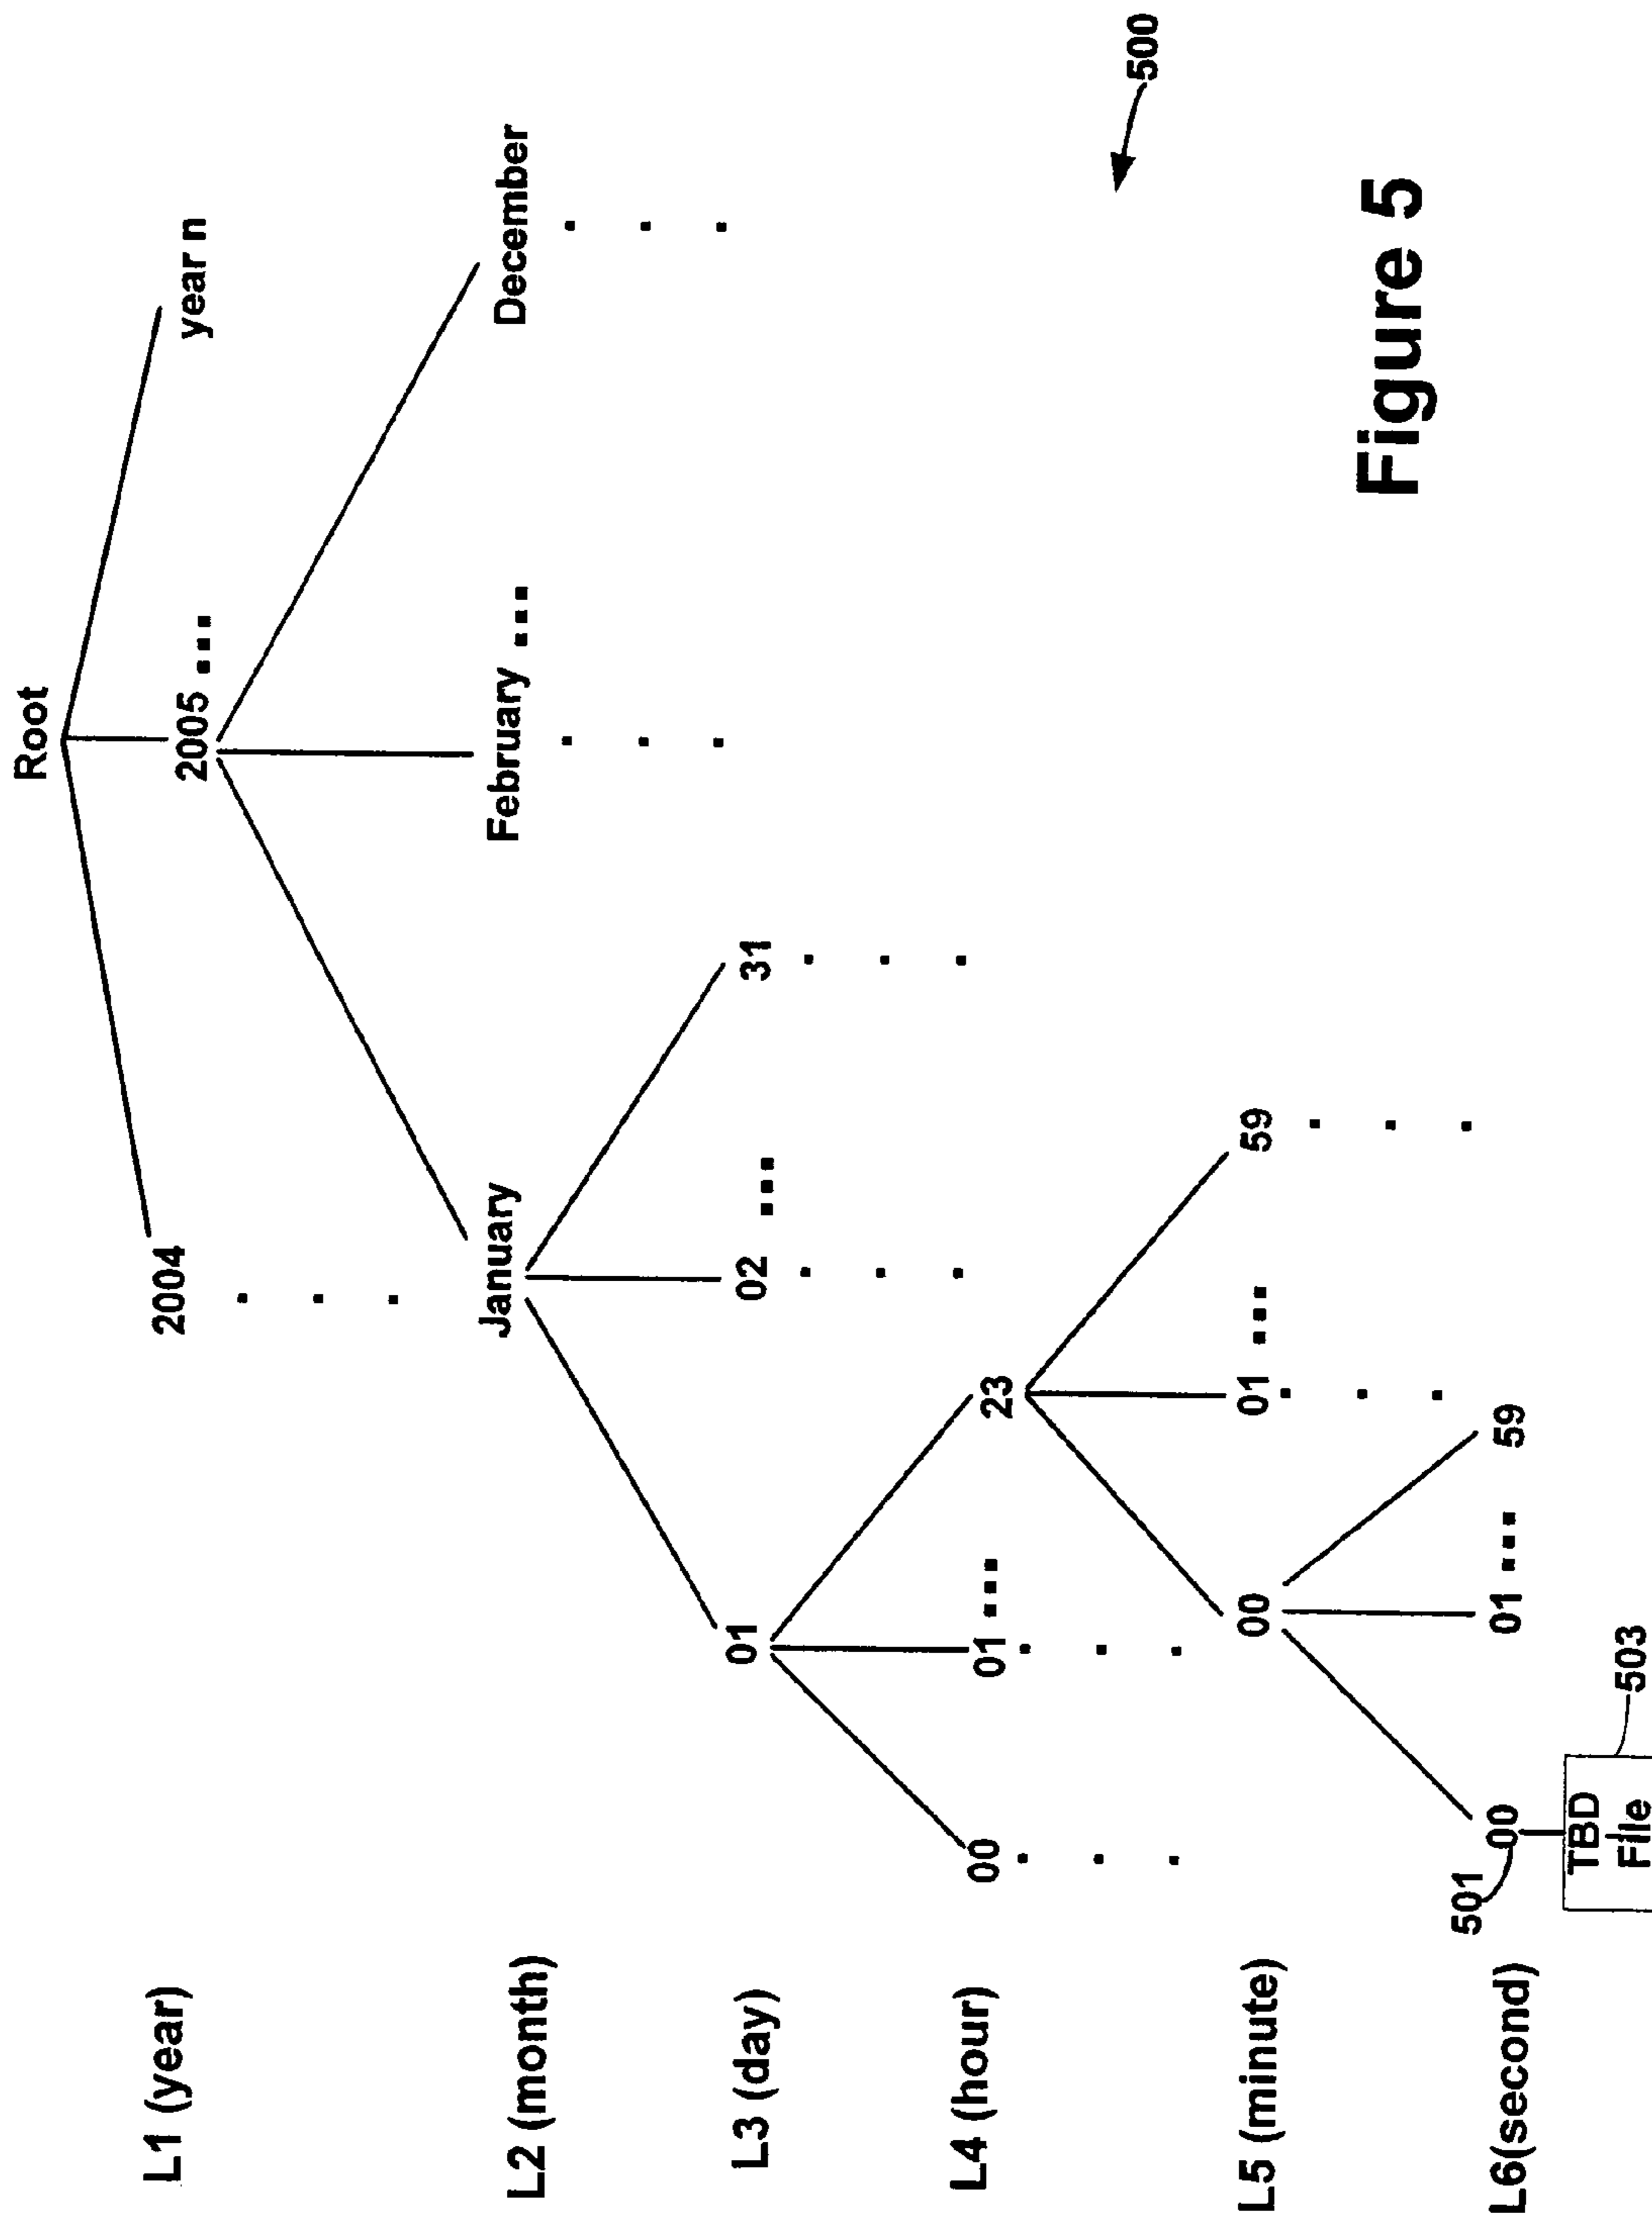 Root
L1 (year)
2004
2005 ...
year n
L2 (month)
January
February ...
December
L3 (day)
01
02 ...
31
L4 (hour)
00
01 ...
23
L5 (minute)
00
01 ...
59
L6(second)
501
00
01 ...
59
TBD
File
503
500
Figure 5